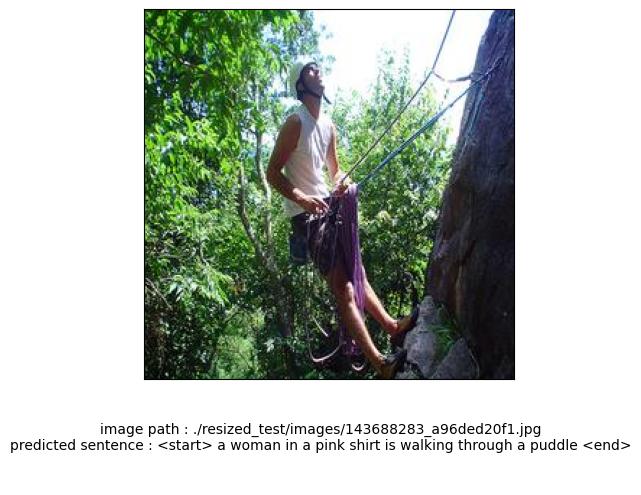 image path : ./resized_test/images/143688283_a96ded20f1.jpg
predicted sentence : <start> a woman in a pink shirt is walking through a puddle <end>